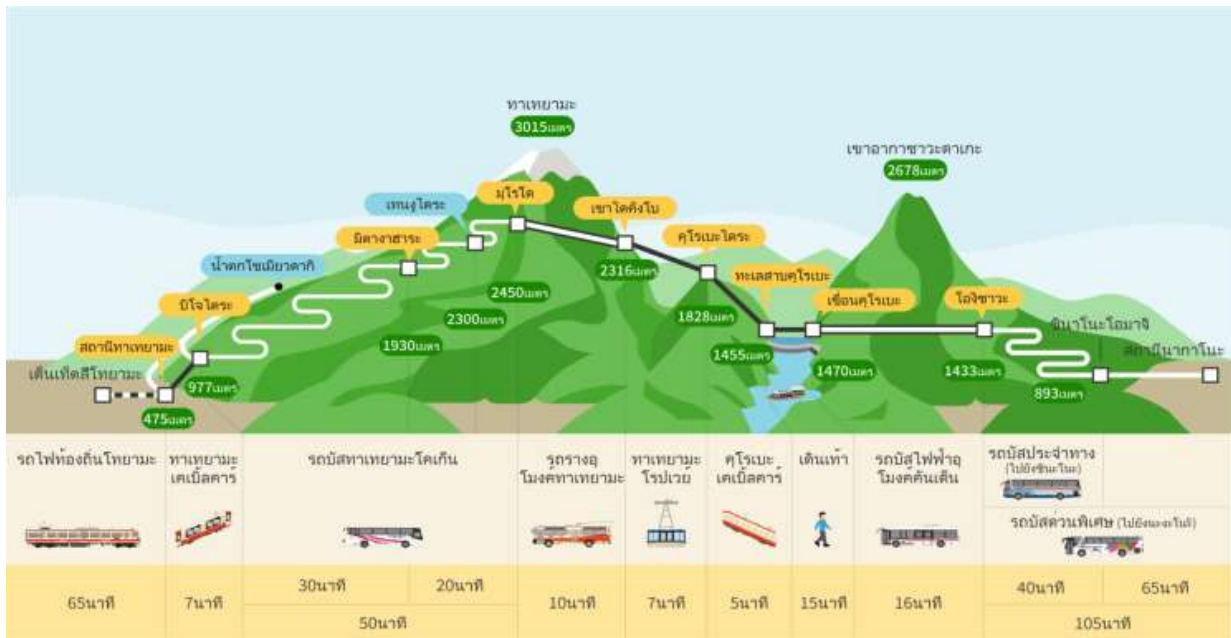 ทาเทยามะ
3015เมตร
เขาอากาซาวะดาเกะ
2678เมตร
เทนงูไดระ
มุโรโด
เขาไดคังโบ
มิดางาฮาระ
คุโรเบะไดระ
น้ำตกโชเมียวดากิ
2316เมตร
ทะเลสาบคุโรเบะ
บิโจไดระ
2450เมตร
เขื่อนคุโรเบะ
โอกิซาวะ
2300เมตร
1828เมตร
ชินาโนะโอมาจิ
สถานีทาเทยามะ
1930เมตร
1455เมตร
สถานีนากาโนะ
เด็นเท็ตสึโทยามะ
977เมตร
1470เมตร
1433เมตร
893เมตร
475เมตร
รถไฟท้องถิ่นโทยามะ
ทาเทยามะ
เคเบิ้ลคาร์
รถบัสทาเทยามะโคเก็น
รถรางอุ
โมงค์ทาเทยามะ
ทาเทยามะ
โรปเวย์
คุโรเบะ
เคเบิ้ลคาร์
เดินเท้า
รถบัสไฟฟ้าอุ
โมงค์คันเด็น
รถบัสประจำทาง
รถบัสด่วนพิเศษ
65นาที
7นาที
30นาที
20นาที
50นาที
10นาที
7นาที
5นาที
15นาที
16นาที
40นาที
65นาที
105นาที